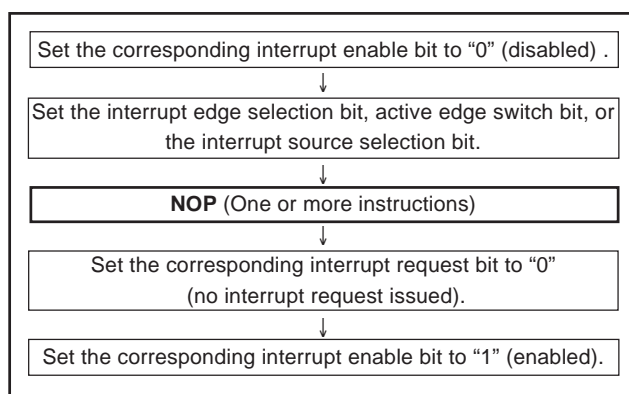 Set the corresponding interrupt enable bit to “0” (disabled) .
Set the interrupt edge selection bit, active edge switch bit, or
the interrupt source selection bit.
NOP (One or more instructions)
Set the corresponding interrupt request bit to “0”
(no interrupt request issued).
Set the corresponding interrupt enable bit to “1” (enabled).